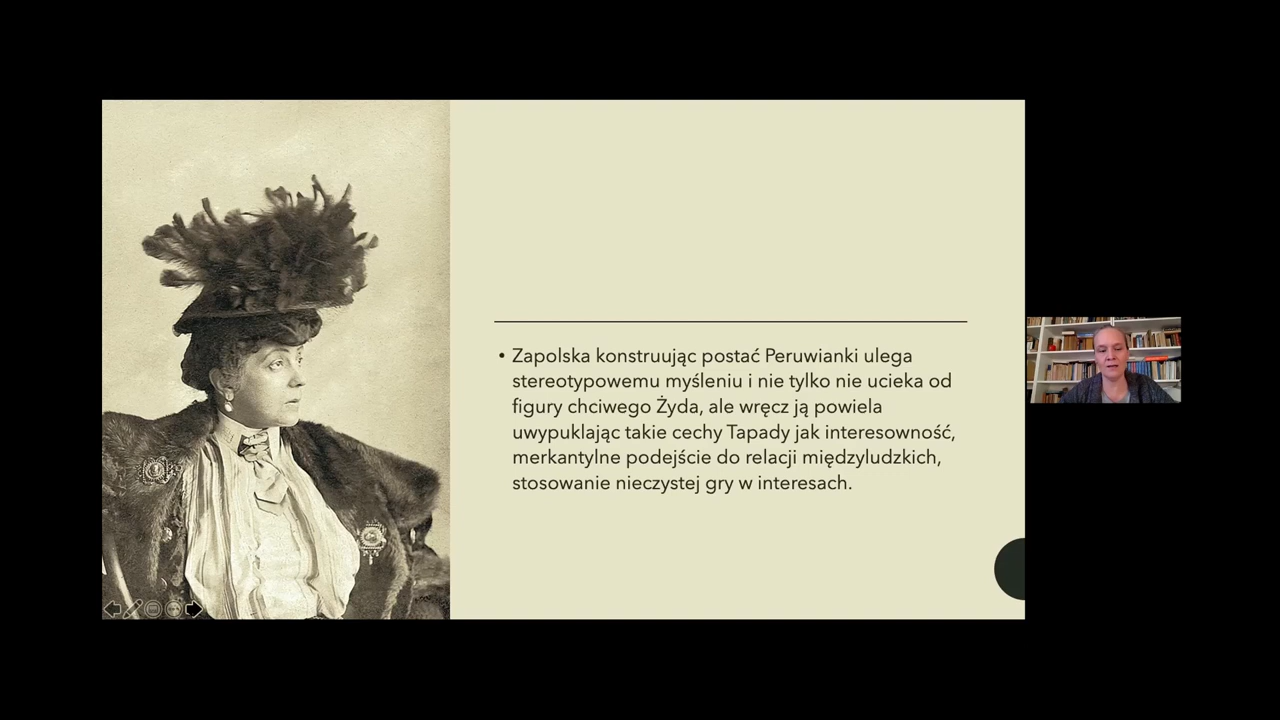 • Zapolska konstruując postać Peruwianki ulega
stereotypowemu myśleniu i nie tylko nie ucieka od
figury chciwego Żyda, ale wręcz ją powiela
uwypuklając takie cechy Tapady jak interesowność,
merkantylne podejście do relacji międzyludzkich,
stosowanie nieczystej gry w interesach.